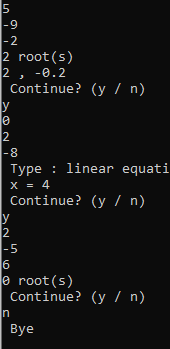 5
-9
-2
2 root(s)
2 , -0.2
Continue? (y / n)
y
0
2
-8
Type : linear equati
x = 4
Continue? (y / n)
y
2
-5
6
0 root(s)
Continue? (y / n)
n
Bye